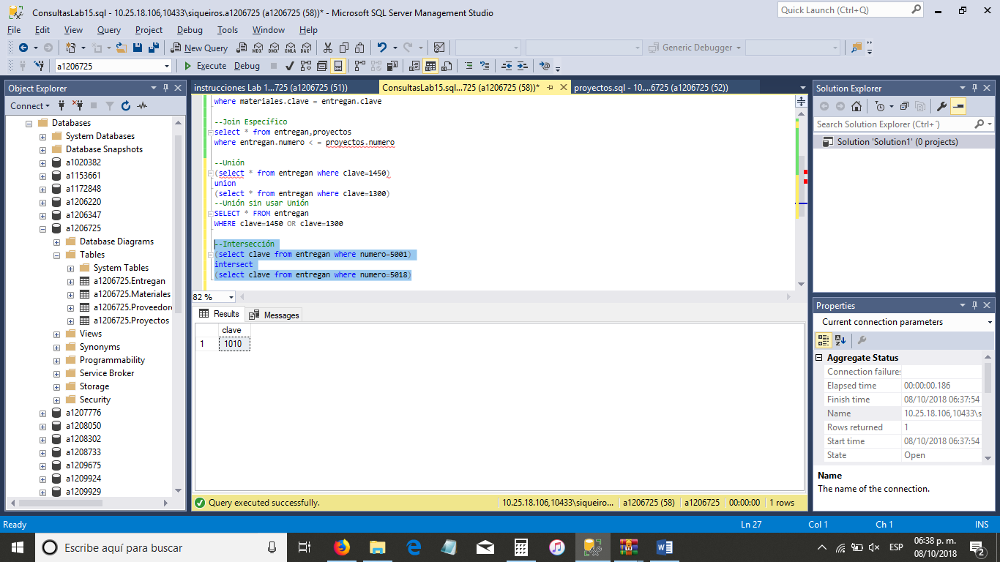 ConsultasLab15.sql - 10.25.18.106,10433\siqueiros.a1206725 (a1206725 (58))* - Microsoft SQL Server Management Studio
Quick Launch (Ctrl+Q)
File Edit View Query Project Debug Tools Window Help
New Query MDX DMX XMLA DAX Generic Debugger
a1206725 Execute Debug
Object Explorer
Connect
Databases
System Databases
Database Snapshots
a1020382
a1153661
a1172848
a1206220
a1206347
a1206725
Database Diagrams
Tables
System Tables
a1206725.Entregan
a1206725.Materiales
a1206725.Proveedor
a1206725.Proyectos
Views
Synonyms
Programmability
Service Broker
Storage
Security
a1207776
a1208050
a1208302
a1208733
a1209675
a1209924
a1209929
instrucciones Lab 1...725 (a1206725 (51)) ConsultasLab15.sql...725 (a1206725 (58))* proyectos.sql - 10....6725 (a1206725 (52))
where materiales.clave = entregan.clave
--Join Específico
select * from entregan,proyectos
where entregan.numero < = proyectos.numero
--Unión
(select * from entregan where clave=1450)
union
(select * from entregan where clave=1300)
--Unión sin usar Unión
SELECT * FROM entregan
WHERE clave=1450 OR clave=1300
--Intersección
(select clave from entregan where numero=5001)
intersect
(select clave from entregan where numero=5018)
82 %
Results Messages
clave
1 1010
Query executed successfully. 10.25.18.106,10433\siqueiro... a1206725 (58) a1206725 00:00:00 1 rows
Solution Explorer
Search Solution Explorer (Ctrl+´)
Solution 'Solution1' (0 projects)
Properties
Current connection parameters
Aggregate Status
Connection failures
Elapsed time 00:00:00.186
Finish time 08/10/2018 06:37:54
Name 10.25.18.106,10433\s
Rows returned 1
Start time 08/10/2018 06:37:54
State Open
Name
The name of the connection.
Ready Ln 27 Col 1 Ch 1 INS
Escribe aquí para buscar
ESP
06:38 p. m.
08/10/2018
2